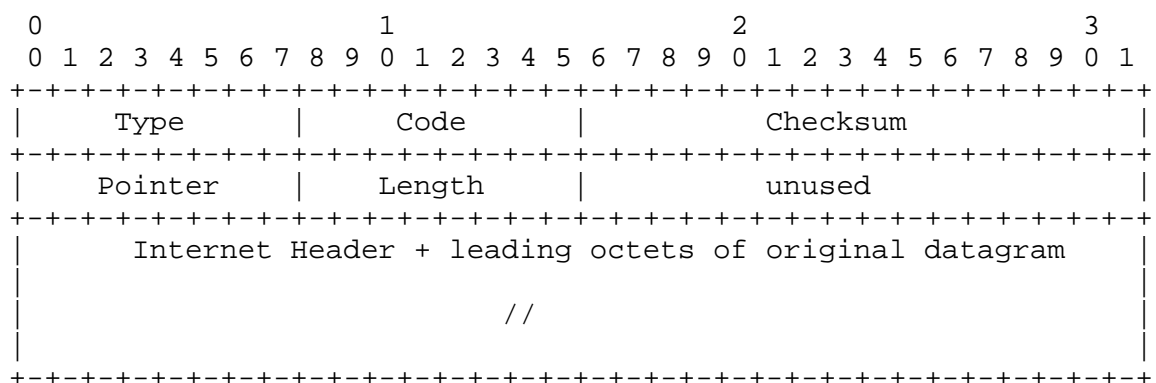 0                   1                   2                   3
0 1 2 3 4 5 6 7 8 9 0 1 2 3 4 5 6 7 8 9 0 1 2 3 4 5 6 7 8 9 0 1
+-+-+-+-+-+-+-+-+-+-+-+-+-+-+-+-+-+-+-+-+-+-+-+-+-+-+-+-+-+-+-+-+
|     Type      |     Code      |          Checksum             |
+-+-+-+-+-+-+-+-+-+-+-+-+-+-+-+-+-+-+-+-+-+-+-+-+-+-+-+-+-+-+-+-+
|    Pointer    |    Length     |          unused               |
+-+-+-+-+-+-+-+-+-+-+-+-+-+-+-+-+-+-+-+-+-+-+-+-+-+-+-+-+-+-+-+-+
|      Internet Header + leading octets of original datagram    |
|                                                               |
|                           //                                  |
|                                                               |
+-+-+-+-+-+-+-+-+-+-+-+-+-+-+-+-+-+-+-+-+-+-+-+-+-+-+-+-+-+-+-+-+